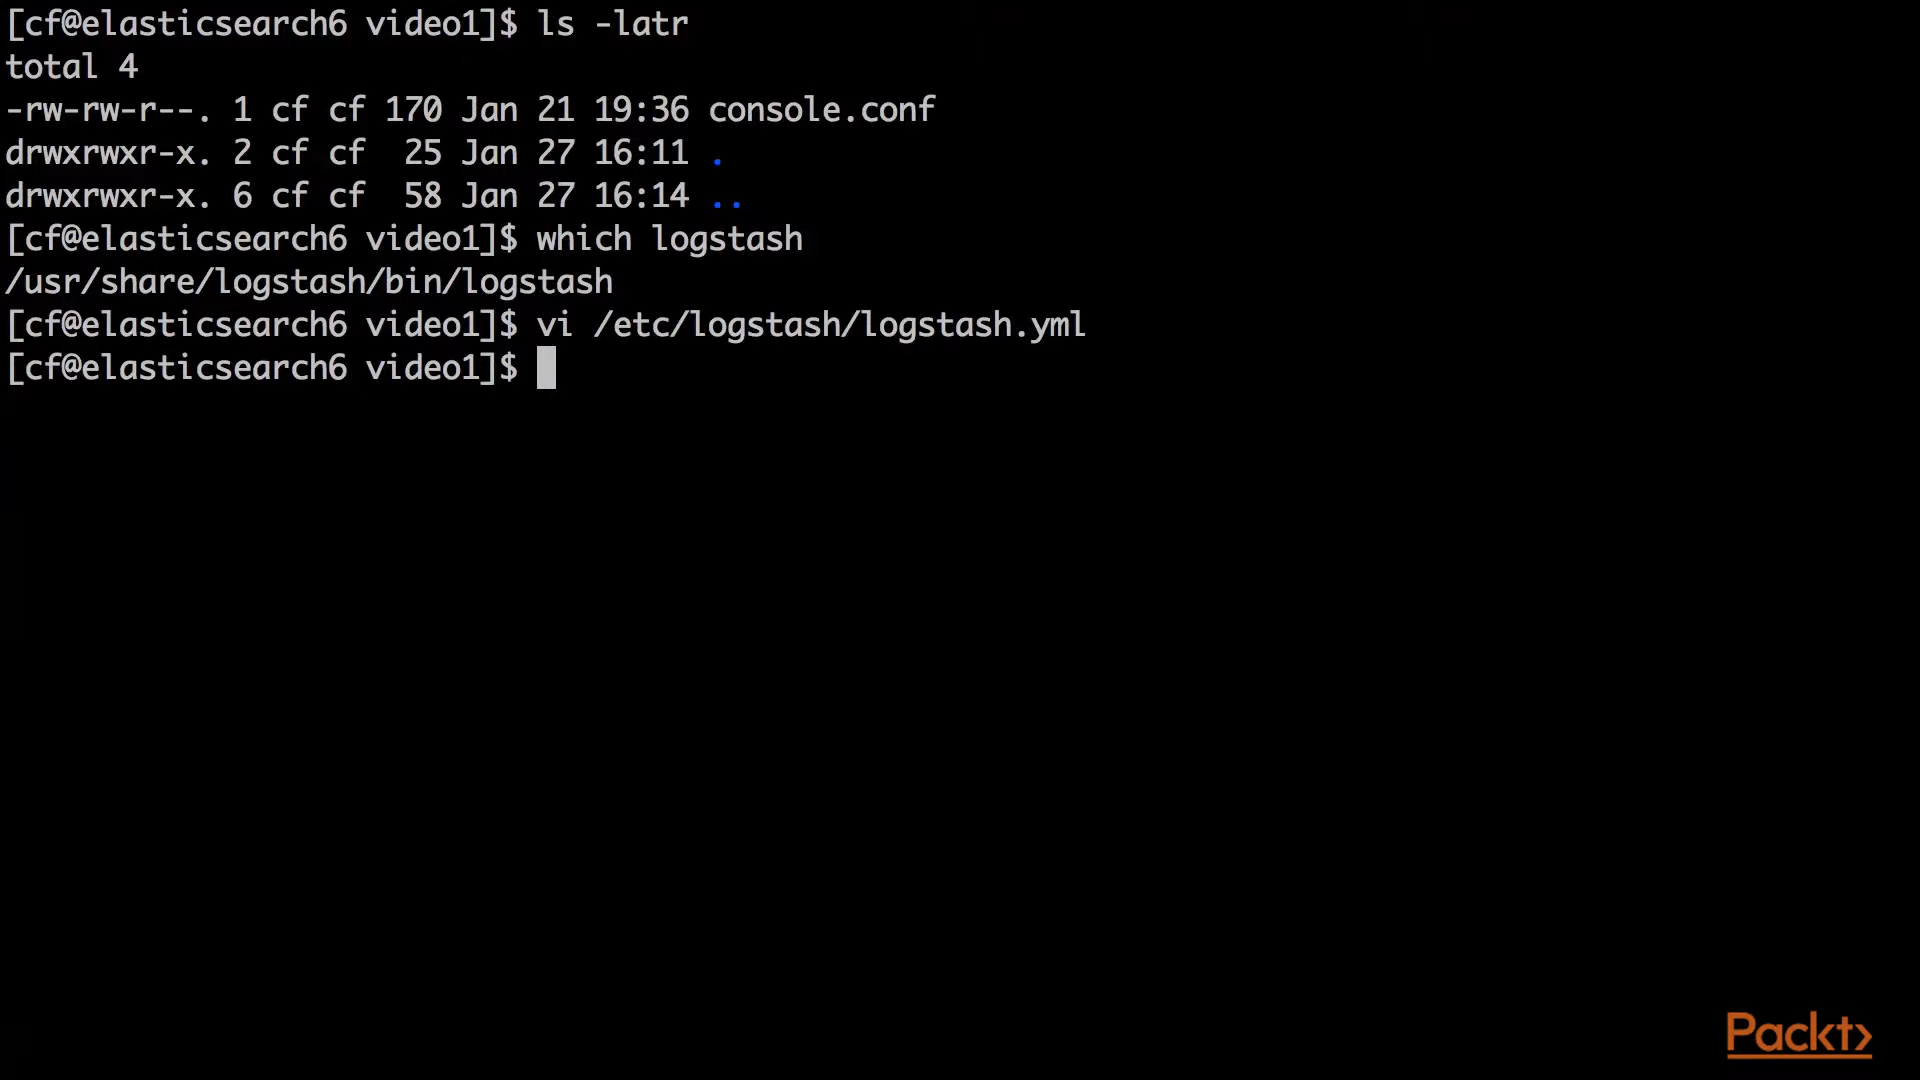 [cf@elasticsearch6 video1]$ ls -latr
total 4
-rw-rw-r--. 1 cf cf 170 Jan 21 19:36 console.conf
drwxrwxr-x. 2 cf cf  25 Jan 27 16:11 .
drwxrwxr-x. 6 cf cf  58 Jan 27 16:14 ..
[cf@elasticsearch6 video1]$ which logstash
/usr/share/logstash/bin/logstash
[cf@elasticsearch6 video1]$ vi /etc/logstash/logstash.yml
[cf@elasticsearch6 video1]$
Packt>